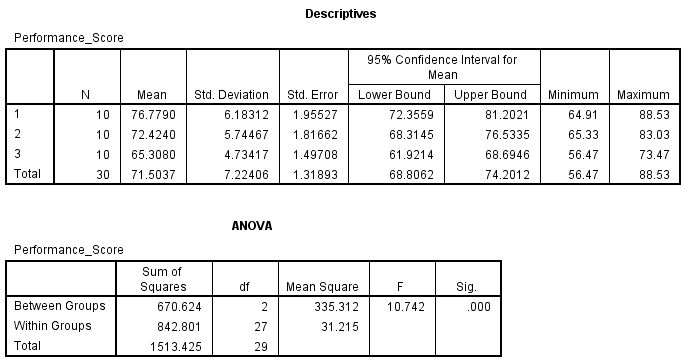 Descriptives
Performance_Score
95% Confidence Interval for
Mean
N Mean Std. Deviation Std. Error Lower Bound Upper Bound Minimum Maximum
1 10 76.7790 6.18312 1.95527 72.3559 81.2021 64.91 88.53
2 10 72.4240 5.74467 1.81662 68.3145 76.5335 65.33 83.03
3 10 65.3080 4.73417 1.49708 61.9214 68.6946 56.47 73.47
Total 30 71.5037 7.22406 1.31893 68.8062 74.2012 56.47 88.53
ANOVA
Performance_Score
Sum of
Squares df Mean Square F Sig.
Between Groups 670.624 2 335.312 10.742 .000
Within Groups 842.801 27 31.215
Total 1513.425 29